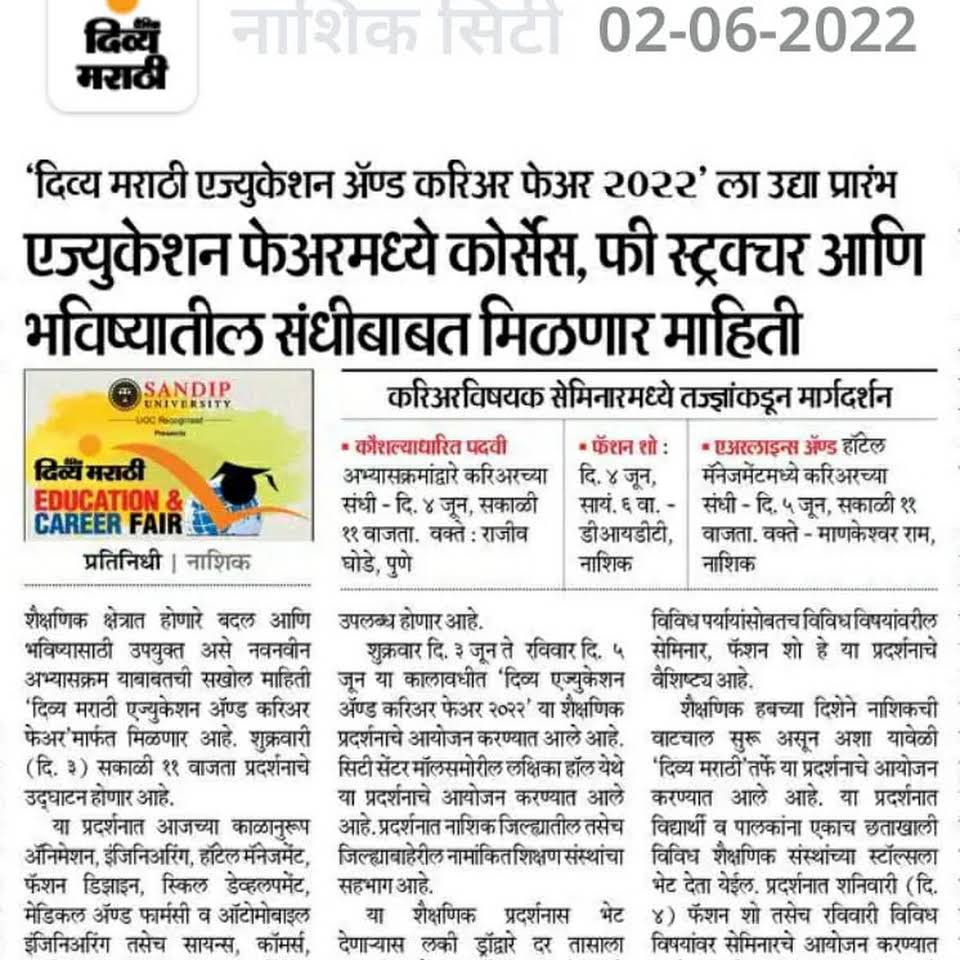 दिव्य
मराठी
नाशिक सिटी 02-06-2022
'दिव्य मराठी एज्युकेशन ॲण्ड करिअर फेअर २०२२' ला उद्या प्रारंभ
एज्युकेशन फेअरमध्ये कोर्सेस, फी स्ट्रक्चर आणि
भविष्यातील संधीबाबत मिळणार माहिती
SANDIP
UNIVERSITY
UGC Recognised
Presents
दिव्य मराठी
EDUCATION &
CAREER FAIR
प्रतिनिधी | नाशिक
करिअरविषयक सेमिनारमध्ये तज्ज्ञांकडून मार्गदर्शन
▪ कौशल्याधारित पदवी
अभ्यासक्रमांद्वारे करिअरच्या
संधी - दि. ४ जून, सकाळी
११ वाजता. वक्ते : राजीव
घोडे, पुणे
▪ फॅशन शो :
दि. ४ जून,
सायं. ६ वा. -
डीआयडीटी,
नाशिक
▪ एअरलाइन्स ॲण्ड हॉटेल
मॅनेजमेंटमध्ये करिअरच्या
संधी - दि. ५ जून, सकाळी ११
वाजता. वक्ते - माणकेश्वर राम,
नाशिक
शैक्षणिक क्षेत्रात होणारे बदल आणि
भविष्यासाठी उपयुक्त असे नवनवीन
अभ्यासक्रम याबाबतची सखोल माहिती
'दिव्य मराठी एज्युकेशन ॲण्ड करिअर
फेअर'मार्फत मिळणार आहे. शुक्रवारी
(दि. ३) सकाळी ११ वाजता प्रदर्शनाचे
उद्घाटन होणार आहे.
या प्रदर्शनात आजच्या काळानुरूप
ॲनिमेशन, इंजिनिअरिंग, हॉटेल मॅनेजमेंट,
फॅशन डिझाइन, स्किल डेव्हलपमेंट,
मेडिकल ॲण्ड फार्मसी व ऑटोमोबाइल
इंजिनिअरिंग तसेच सायन्स, कॉमर्स,
उपलब्ध होणार आहे.
शुक्रवार दि. ३ जून ते रविवार दि. ५
जून या कालावधीत 'दिव्य एज्युकेशन
ॲण्ड करिअर फेअर २०२२' या शैक्षणिक
प्रदर्शनाचे आयोजन करण्यात आले आहे.
सिटी सेंटर मॉलसमोरील लक्षिका हॉल येथे
या प्रदर्शनाचे आयोजन करण्यात आले
आहे. प्रदर्शनात नाशिक जिल्ह्यातील तसेच
जिल्ह्याबाहेरील नामांकित शिक्षण संस्थांचा
सहभाग आहे.
या शैक्षणिक प्रदर्शनास भेट
देणाऱ्यास लकी ड्रॉद्वारे दर तासाला
विविध पर्यायांसोबतच विविध विषयांवरील
सेमिनार, फॅशन शो हे या प्रदर्शनाचे
वैशिष्ट्य आहे.
शैक्षणिक हबच्या दिशेने नाशिकची
वाटचाल सुरू असून अशा यावेळी
'दिव्य मराठी'तर्फे या प्रदर्शनाचे आयोजन
करण्यात आले आहे. या प्रदर्शनात
विद्यार्थी व पालकांना एकाच छताखाली
विविध शैक्षणिक संस्थांच्या स्टॉल्सला
भेट देता येईल. प्रदर्शनात शनिवारी (दि.
४) फॅशन शो तसेच रविवारी विविध
विषयांवर सेमिनारचे आयोजन करण्यात